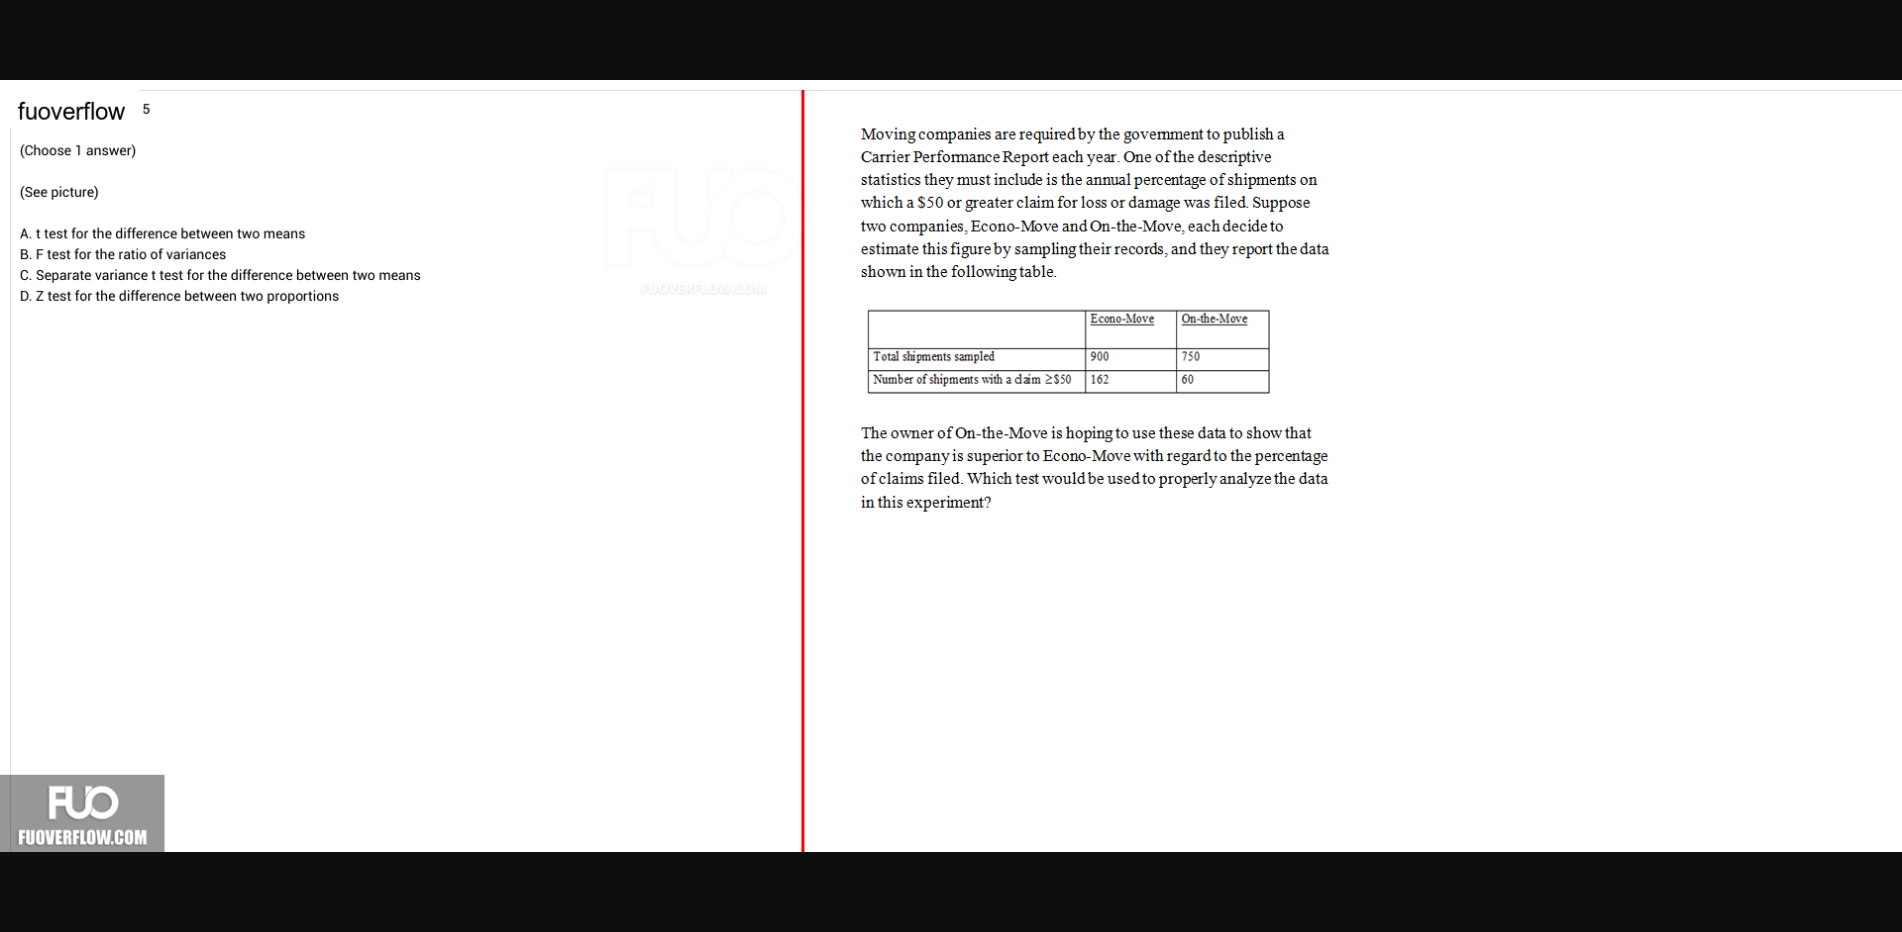 fuoverflow 5
(Choose 1 answer)
(See picture)
A. t test for the difference between two means
B. F test for the ratio of variances
C. Separate variance t test for the difference between two means
D. Z test for the difference between two proportions
FUO
FUOVERFLOW.COM
Moving companies are required by the government to publish a
Carrier Performance Report each year. One of the descriptive
statistics they must include is the annual percentage of shipments on
which a $50 or greater claim for loss or damage was filed. Suppose
two companies, Econo-Move and On-the-Move, each decide to
estimate this figure by sampling their records, and they report the data
shown in the following table.
Econo-Move On-the-Move
Total shipments sampled 900 750
Number of shipments with a claim ≥$50 162 60
The owner of On-the-Move is hoping to use these data to show that
the company is superior to Econo-Move with regard to the percentage
of claims filed. Which test would be used to properly analyze the data
in this experiment?
FUO
FUOVERFLOW.COM